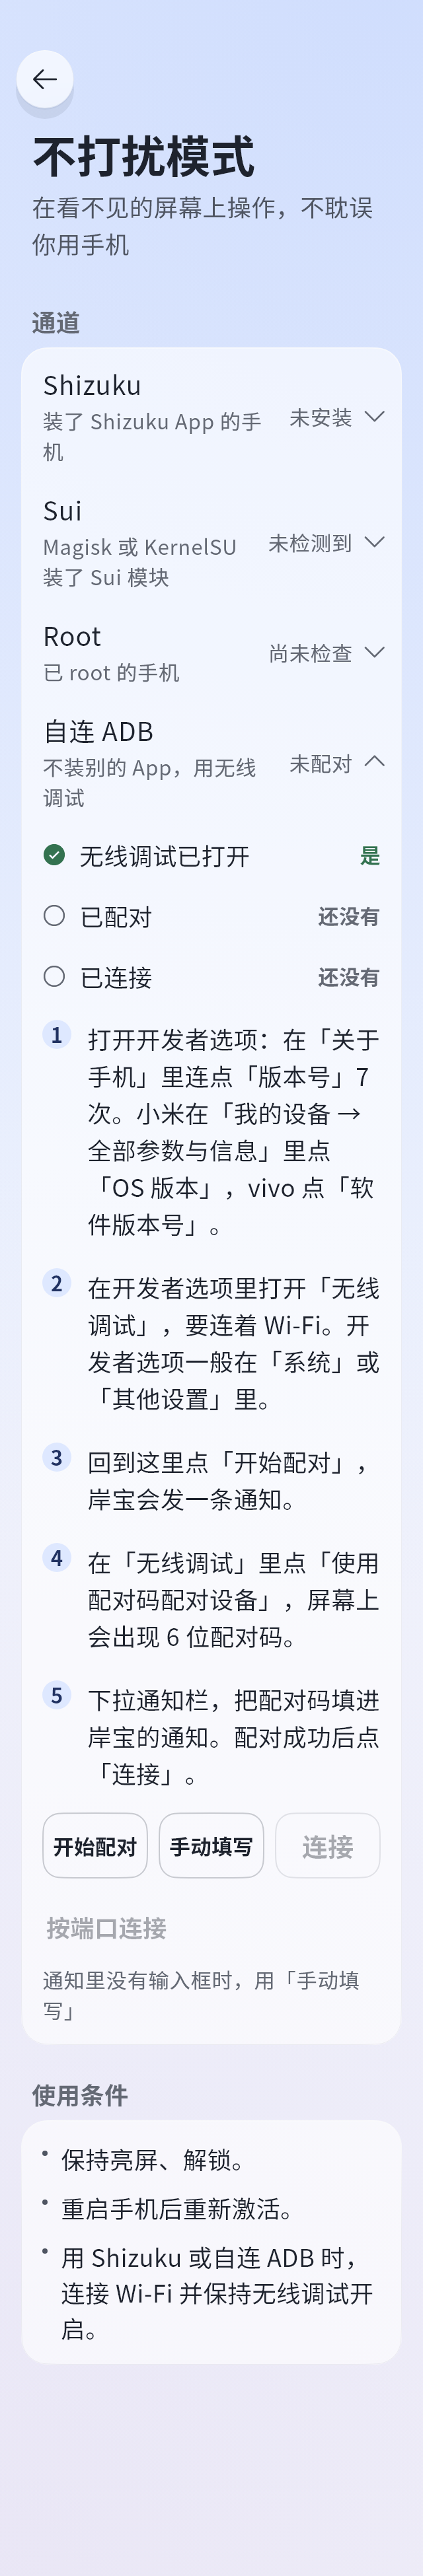 不打扰模式
在看不见的屏幕上操作，不耽误
你用手机
通道
Shizuku
装了 Shizuku App 的手
机
未安装
Sui
Magisk 或 KernelSU
装了 Sui 模块
未检测到
Root
已 root 的手机
尚未检查
自连 ADB
不装别的 App，用无线
调试
未配对
无线调试已打开
是
已配对
还没有
已连接
还没有
1
打开开发者选项：在「关于
手机」里连点「版本号」7
次。小米在「我的设备 →
全部参数与信息」里点
「OS 版本」，vivo 点「软
件版本号」。
2
在开发者选项里打开「无线
调试」，要连着 Wi-Fi。开
发者选项一般在「系统」或
「其他设置」里。
3
回到这里点「开始配对」，
岸宝会发一条通知。
4
在「无线调试」里点「使用
配对码配对设备」，屏幕上
会出现 6 位配对码。
5
下拉通知栏，把配对码填进
岸宝的通知。配对成功后点
「连接」。
开始配对
手动填写
连接
按端口连接
通知里没有输入框时，用「手动填
写」
使用条件
• 保持亮屏、解锁。
• 重启手机后重新激活。
• 用 Shizuku 或自连 ADB 时，
连接 Wi-Fi 并保持无线调试开
启。